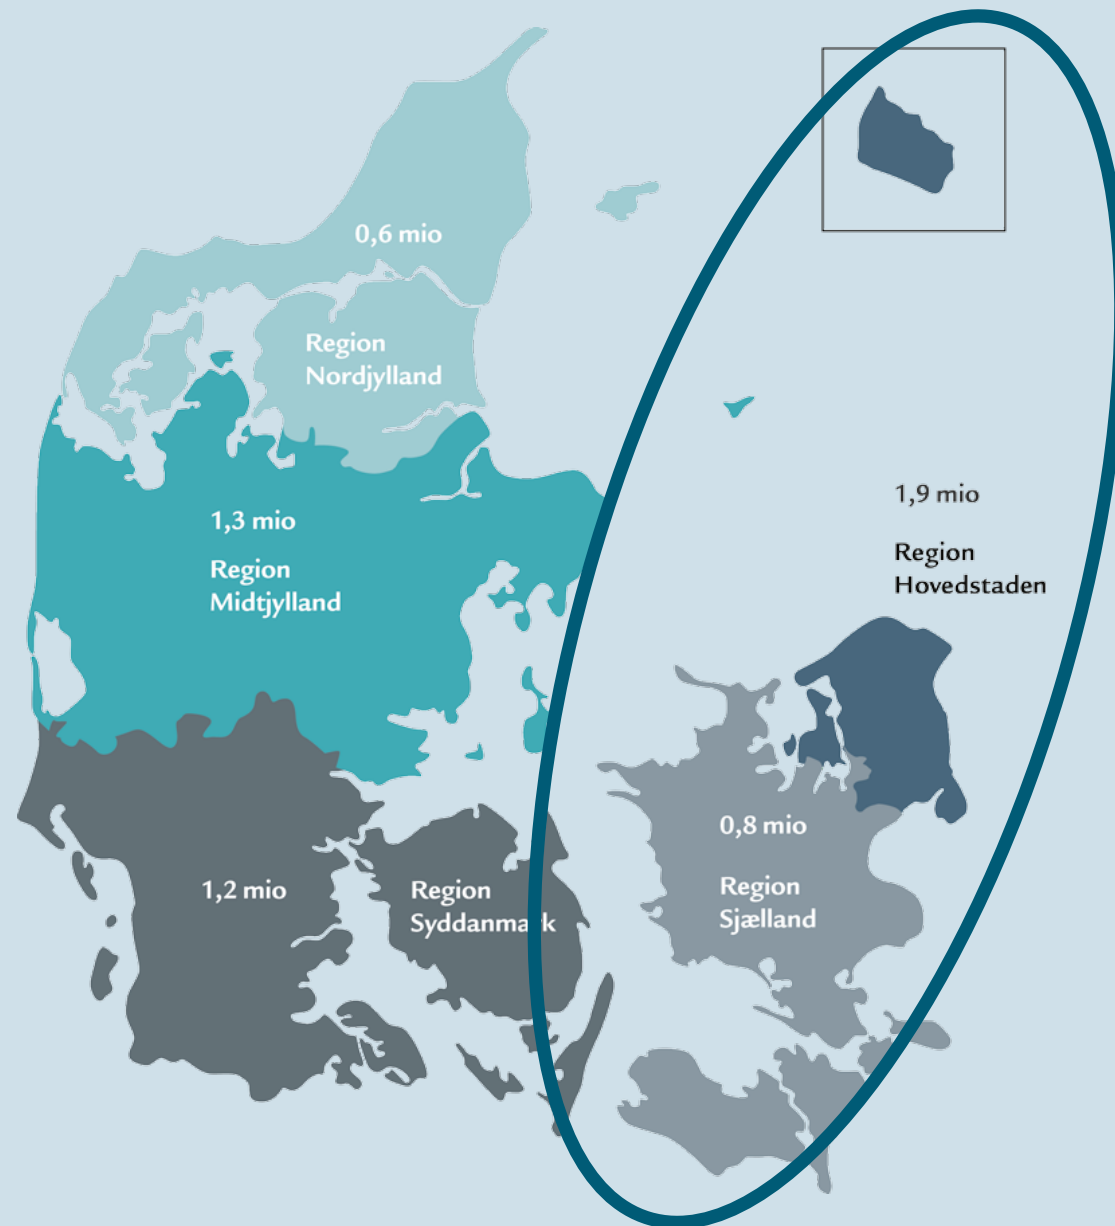 0,6 mio
Region
Nordjylland
1,3 mio
Region
Midtjylland
1,9 mio
Region
Hovedstaden
0,8 mio
Region
Sjælland
1,2 mio
Region
Syddanmark